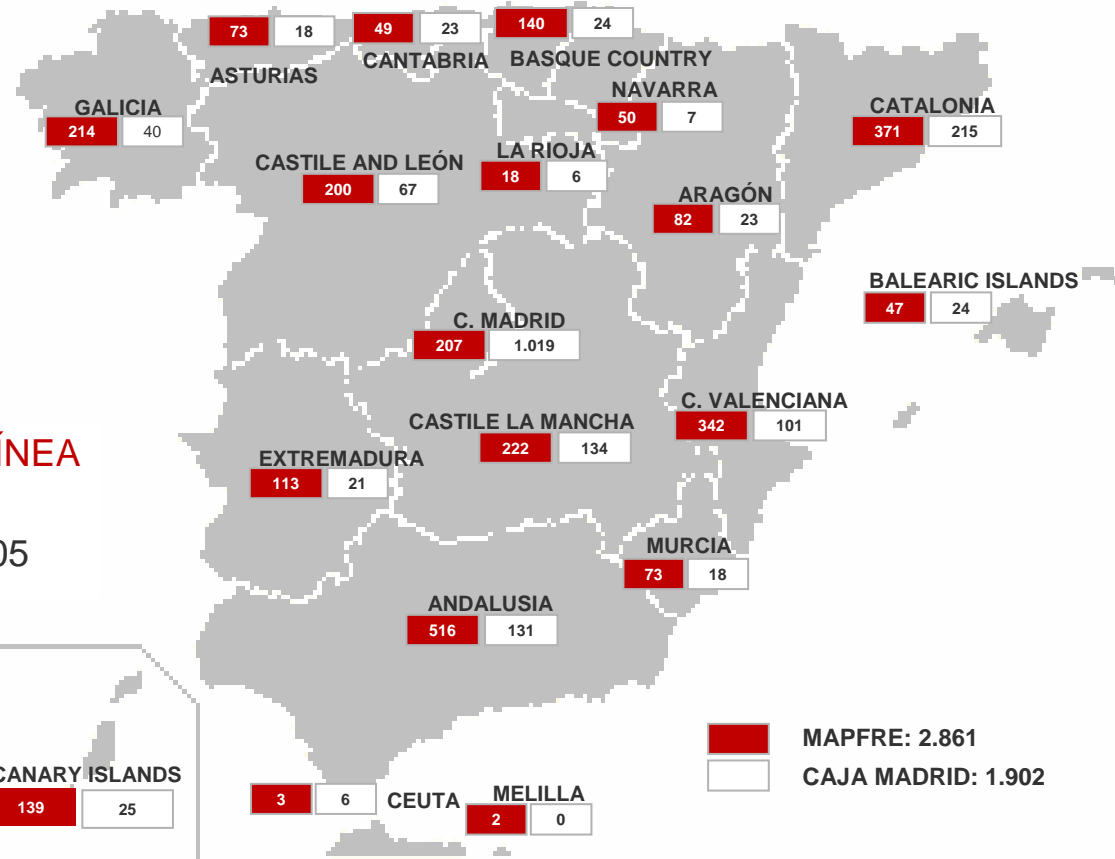 73 18
49 23
140 24
ASTURIAS
CANTABRIA
BASQUE COUNTRY
GALICIA
214 40
NAVARRA
50 7
CATALONIA
371 215
CASTILE AND LEÓN
200 67
LA RIOJA
18 6
ARAGÓN
82 23
BALEARIC ISLANDS
47 24
C. MADRID
207 1.019
C. VALENCIANA
342 101
CASTILE LA MANCHA
222 134
ÍNEA
EXTREMADURA
113 21
05
MURCIA
73 18
ANDALUSIA
516 131
MAPFRE: 2.861
CAJA MADRID: 1.902
CANARY ISLANDS
139 25
3 6 CEUTA
MELILLA
2 0